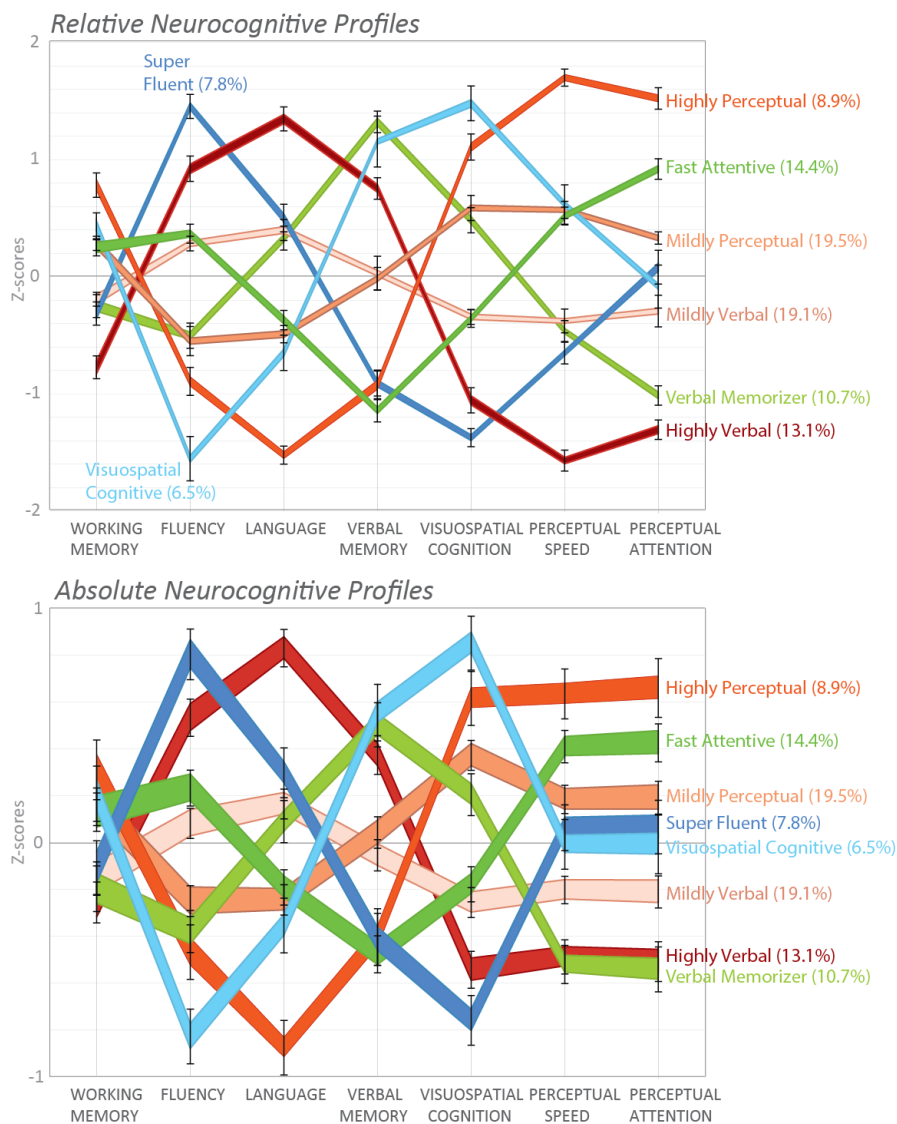 Relative Neurocognitive Profiles
2
1
0
-1
-2
Z-scores
Super
Fluent (7.8%)
Highly Perceptual (8.9%)
Fast Attentive (14.4%)
Mildly Perceptual (19.5%)
Mildly Verbal (19.1%)
Verbal Memorizer (10.7%)
Highly Verbal (13.1%)
Visuospatial
Cognitive (6.5%)
WORKING
MEMORY
FLUENCY
LANGUAGE
VERBAL
MEMORY
VISUOSPATIAL
COGNITION
PERCEPTUAL
SPEED
PERCEPTUAL
ATTENTION
Absolute Neurocognitive Profiles
1
0
-1
Z-scores
Highly Perceptual (8.9%)
Fast Attentive (14.4%)
Mildly Perceptual (19.5%)
Super Fluent (7.8%)
Visuospatial Cognitive (6.5%)
Mildly Verbal (19.1%)
Highly Verbal (13.1%)
Verbal Memorizer (10.7%)
WORKING
MEMORY
FLUENCY
LANGUAGE
VERBAL
MEMORY
VISUOSPATIAL
COGNITION
PERCEPTUAL
SPEED
PERCEPTUAL
ATTENTION